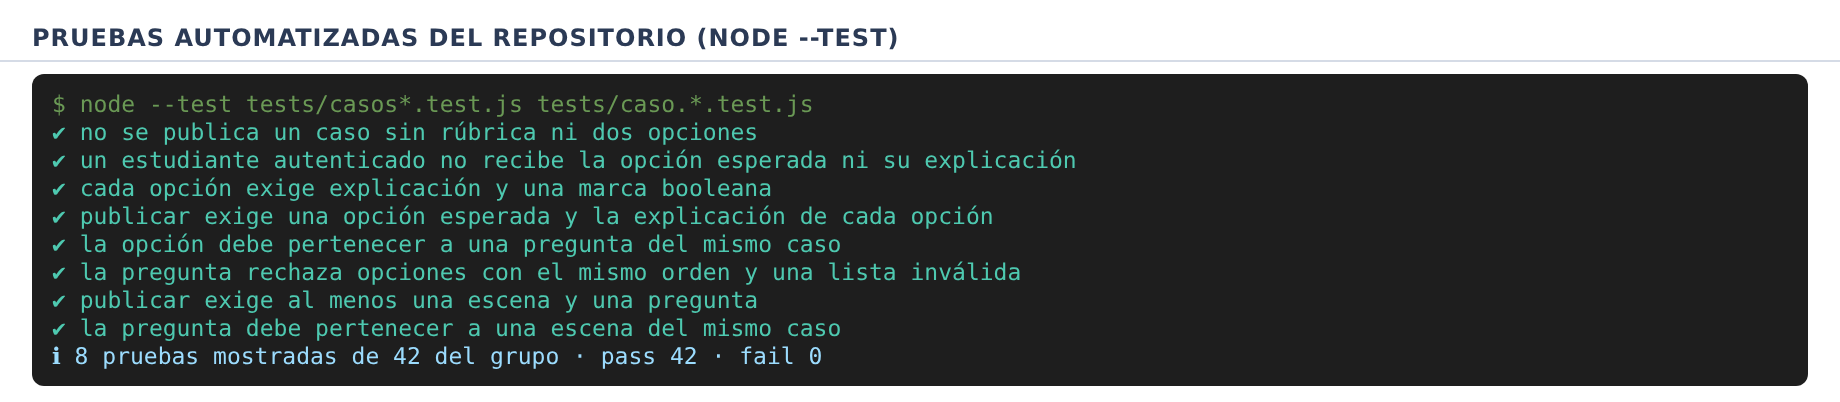 PRUEBAS AUTOMATIZADAS DEL REPOSITORIO (NODE --TEST)
$ node --test tests/casos*.test.js tests/caso.*.test.js
✔ no se publica un caso sin rúbrica ni dos opciones
✔ un estudiante autenticado no recibe la opción esperada ni su explicación
✔ cada opción exige explicación y una marca booleana
✔ publicar exige una opción esperada y la explicación de cada opción
✔ la opción debe pertenecer a una pregunta del mismo caso
✔ la pregunta rechaza opciones con el mismo orden y una lista inválida
✔ publicar exige al menos una escena y una pregunta
✔ la pregunta debe pertenecer a una escena del mismo caso
ℹ 8 pruebas mostradas de 42 del grupo · pass 42 · fail 0